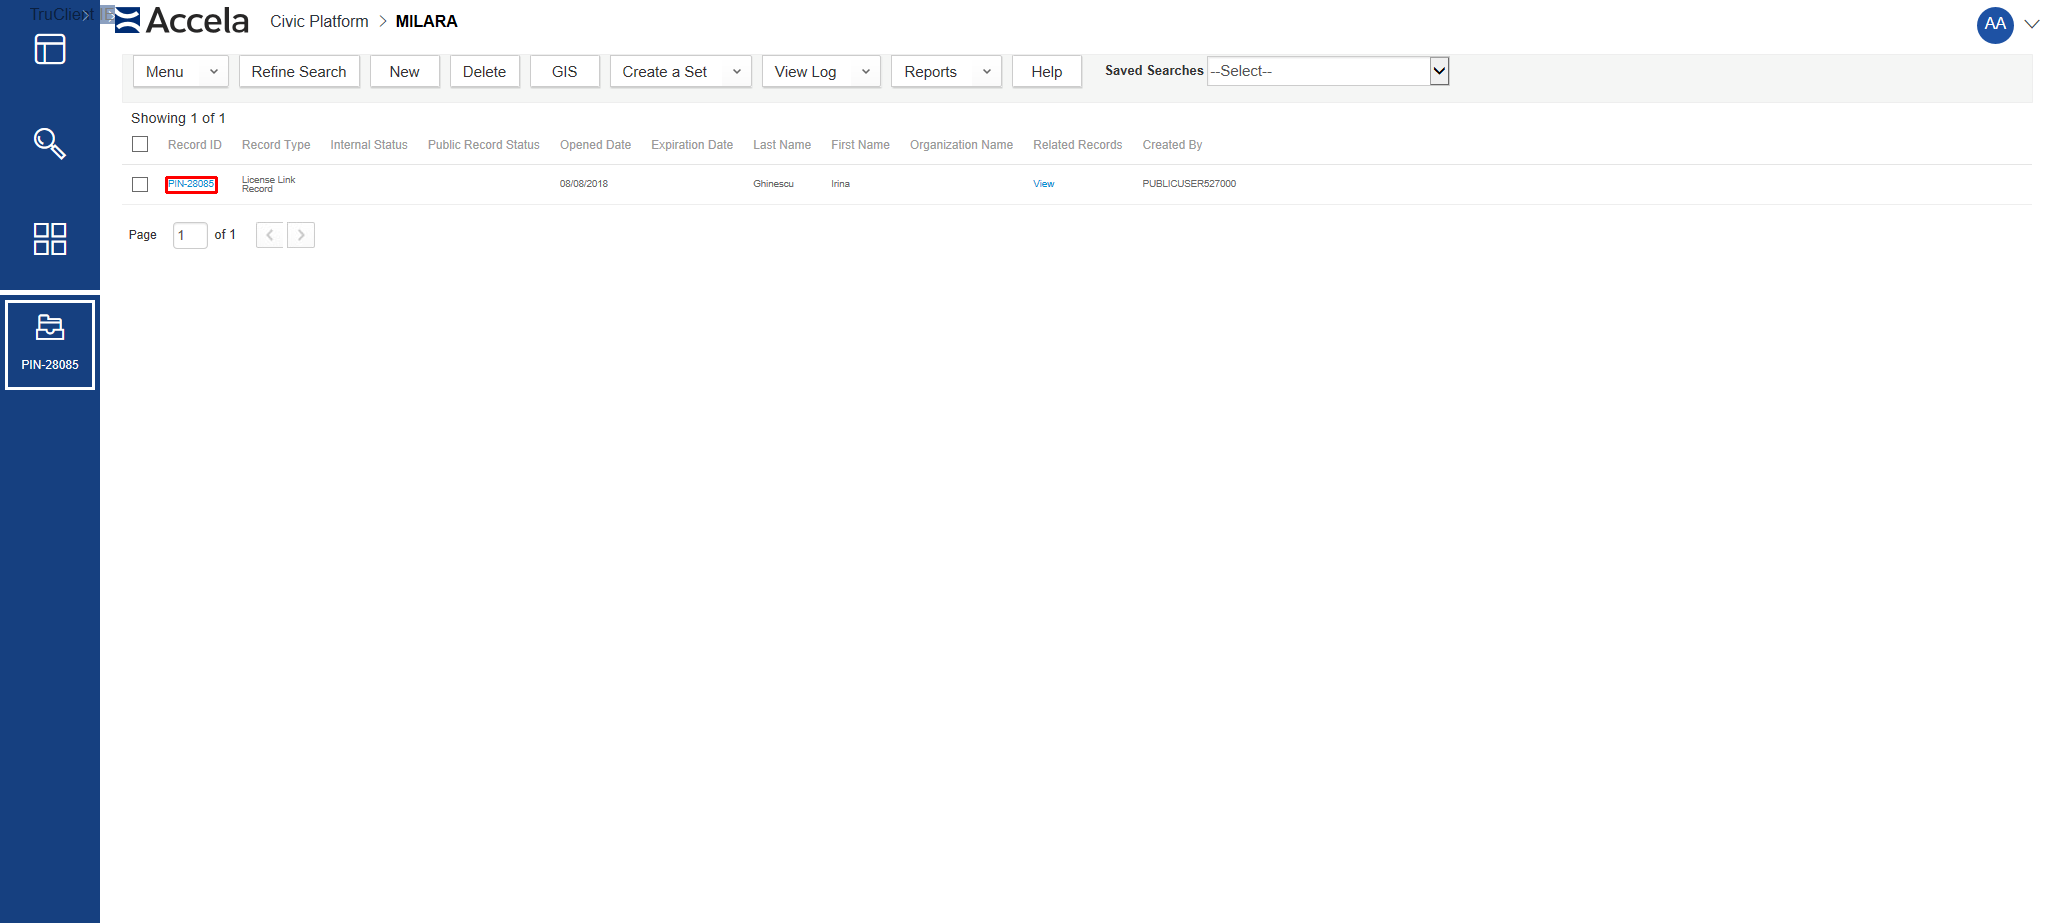 TruClient
Accela Civic Platform > MILARA AA
Menu Refine Search New Delete GIS Create a Set View Log Reports Help Saved Searches --Select--
Showing 1 of 1
Record ID Record Type Internal Status Public Record Status Opened Date Expiration Date Last Name First Name Organization Name Related Records Created By
PIN-28085 License Link Record 08/08/2018 Ghinescu Irina View PUBLICUSER527000
Page 1 of 1
PIN-28085